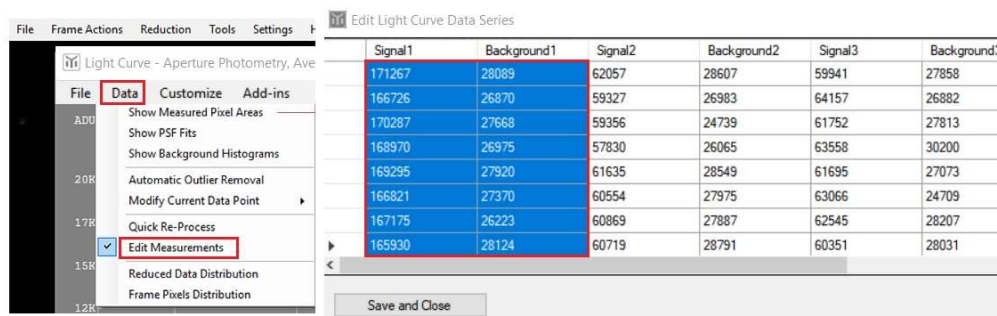 File Frame Actions Reduction Tools Settings
Light Curve - Aperture Photometry, Ave
File Data Customize Add-ins
Show Measured Pixel Areas
ADU
Show PSF Fits
Show Background Histograms
20K
Automatic Outlier Removal
Modify Current Data Point
17K
Quick Re-Process
Edit Measurements
15K
Reduced Data Distribution
Frame Pixels Distribution
12K
Edit Light Curve Data Series
Signal1 Background1 Signal2 Background2 Signal3 Background3
171267 28089 62057 28607 59941 27858
166726 26870 59327 26983 64157 26882
170287 27668 59356 24739 61752 27813
168970 26975 57830 26065 63558 30200
169295 27920 61635 28549 61695 27073
166821 27370 60554 27975 63066 24709
167175 26223 60869 27887 62545 28207
165930 28124 60719 28791 60351 28031
Save and Close